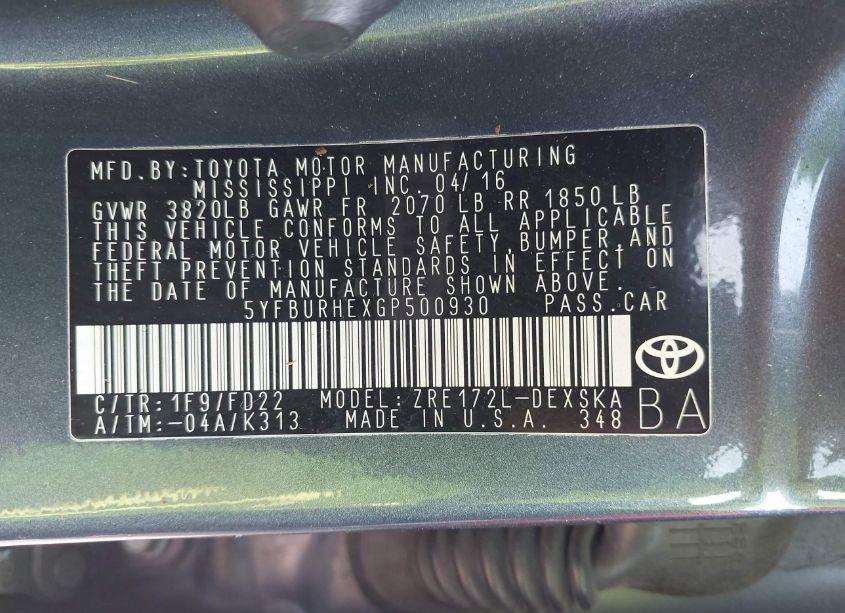 MFD.BY:TOYOTA MOTOR MANUFACTURING
MISSISSIPPI INC. 04/16
GVWR 3820LB GAWR FR 2070 LB RR 1850 LB
THIS VEHICLE CONFORMS TO ALL APPLICABLE
FEDERAL MOTOR VEHICLE SAFETY, BUMPER,AND
THEFT PREVENTION STANDARDS IN EFFECT ON
THE DATE OF MANUFACTURE SHOWN ABOVE.
5YFBURHEXGP500930 PASS.CAR
C/TR:1F9/FD22 MODEL:ZRE172L-DEXSKA
A/TM:-04A/K313 MADE IN U.S.A. 348
BA